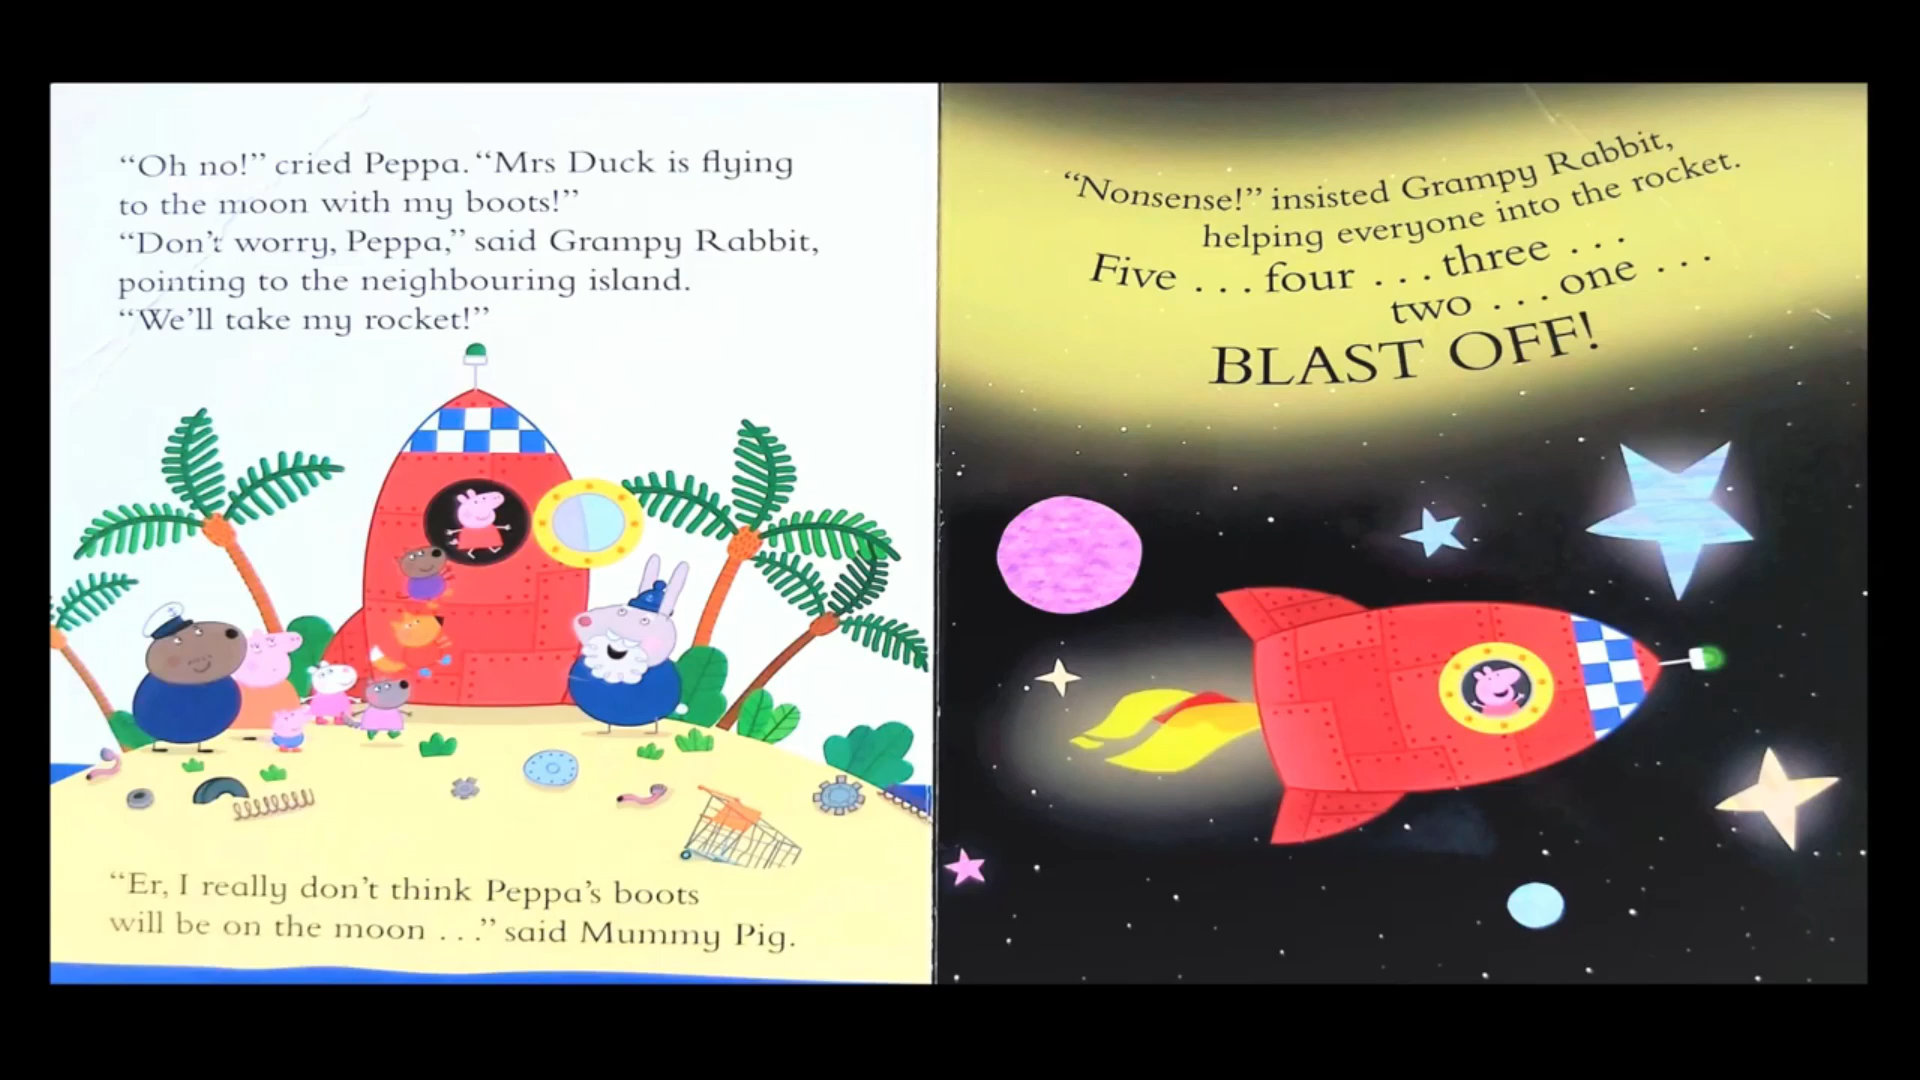 “Oh no!” cried Peppa. “Mrs Duck is flying
to the moon with my boots!”
“Don’t worry, Peppa,” said Grampy Rabbit,
pointing to the neighbouring island.
“We’ll take my rocket!”
“Er, I really don’t think Peppa’s boots
will be on the moon . . .” said Mummy Pig.
“Nonsense!” insisted Grampy Rabbit,
helping everyone into the rocket.
Five . . . four . . . three . . .
two . . . one . . .
BLAST OFF!